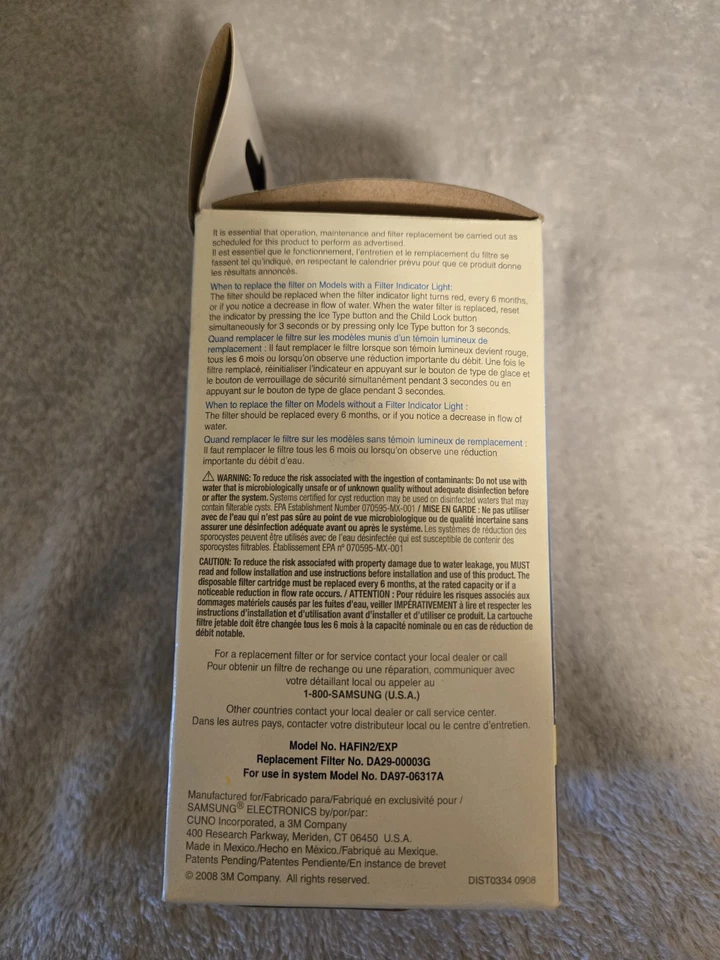 It is essential that operation, maintenance and filter replacement be carried out as
scheduled for this product to perform as advertised.
Il est essentiel que le fonctionnement, l'entretien et le remplacement du filtre se
fassent tel qu'indiqué, en respectant le calendrier prévu pour que ce produit donne
les résultats annoncés.
When to replace the filter on Models with a Filter Indicator Light:
The filter should be replaced when the filter indicator light turns red, every 6 months,
or if you notice a decrease in flow of water. When the water filter is replaced, reset
the indicator by pressing the Ice Type button and the Child Lock button
simultaneously for 3 seconds or by pressing only Ice Type button for 3 seconds.
Quand remplacer le filtre sur les modèles munis d'un témoin lumineux de
remplacement : Il faut remplacer le filtre lorsque son témoin lumineux devient rouge,
tous les 6 mois ou lorsqu'on observe une réduction importante du débit. Une fois le
filtre remplacé, réinitialiser l'indicateur en appuyant sur le bouton de type de glace et
le bouton de verrouillage de sécurité simultanément pendant 3 secondes ou en
appuyant sur le bouton de type de glace pendant 3 secondes.
When to replace the filter on Models without a Filter Indicator Light :
The filter should be replaced every 6 months, or if you notice a decrease in flow of
water.
Quand remplacer le filtre sur les modèles sans témoin lumineux de remplacement :
Il faut remplacer le filtre tous les 6 mois ou lorsqu'on observe une réduction
importante du débit d'eau.
⚠ WARNING: To reduce the risk associated with the ingestion of contaminants: Do not use with
water that is microbiologically unsafe or of unknown quality without adequate disinfection before
or after the system. Systems certified for cyst reduction may be used on disinfected waters that may
contain filterable cysts. EPA Establishment Number 070595-MX-001 / MISE EN GARDE : Ne pas utiliser
avec de l'eau qui n'est pas sûre au point de vue microbiologique ou de qualité incertaine sans
assurer une désinfection adéquate avant ou après le système. Les systèmes de réduction des
sporocystes peuvent être utilisés avec de l'eau désinfectée qui est susceptible de contenir des
sporocystes filtrables. Établissement EPA nº 070595-MX-001
CAUTION: To reduce the risk associated with property damage due to water leakage, you MUST
read and follow installation and use instructions before installation and use of this product. The
disposable filter cartridge must be replaced every 6 months, at the rated capacity or if a
noticeable reduction in flow rate occurs. / ATTENTION : Pour réduire les risques associés aux
dommages matériels causés par les fuites d'eau, veiller IMPÉRATIVEMENT à lire et respecter les
instructions d'installation et d'utilisation avant d'installer et d'utiliser ce produit. La cartouche
filtre jetable doit être changée tous les 6 mois à la capacité nominale ou en cas de réduction de
débit notable.
For a replacement filter or for service contact your local dealer or call
Pour obtenir un filtre de rechange ou une réparation, communiquer avec
votre détaillant local ou appeler au
1-800-SAMSUNG (U.S.A.)
Other countries contact your local dealer or call service center.
Dans les autres pays, contacter votre distributeur local ou le centre d'entretien.
Model No. HAFIN2/EXP
Replacement Filter No. DA29-00003G
For use in system Model No. DA97-06317A
Manufactured for/Fabricado para/Fabriqué en exclusivité pour /
SAMSUNG® ELECTRONICS by/por/par:
CUNO Incorporated, a 3M Company
400 Research Parkway, Meriden, CT 06450 U.S.A.
Made in Mexico./Hecho en México./Fabriqué au Mexique.
Patents Pending/Patentes Pendiente/En instance de brevet
© 2008 3M Company. All rights reserved. DIST0334 0908